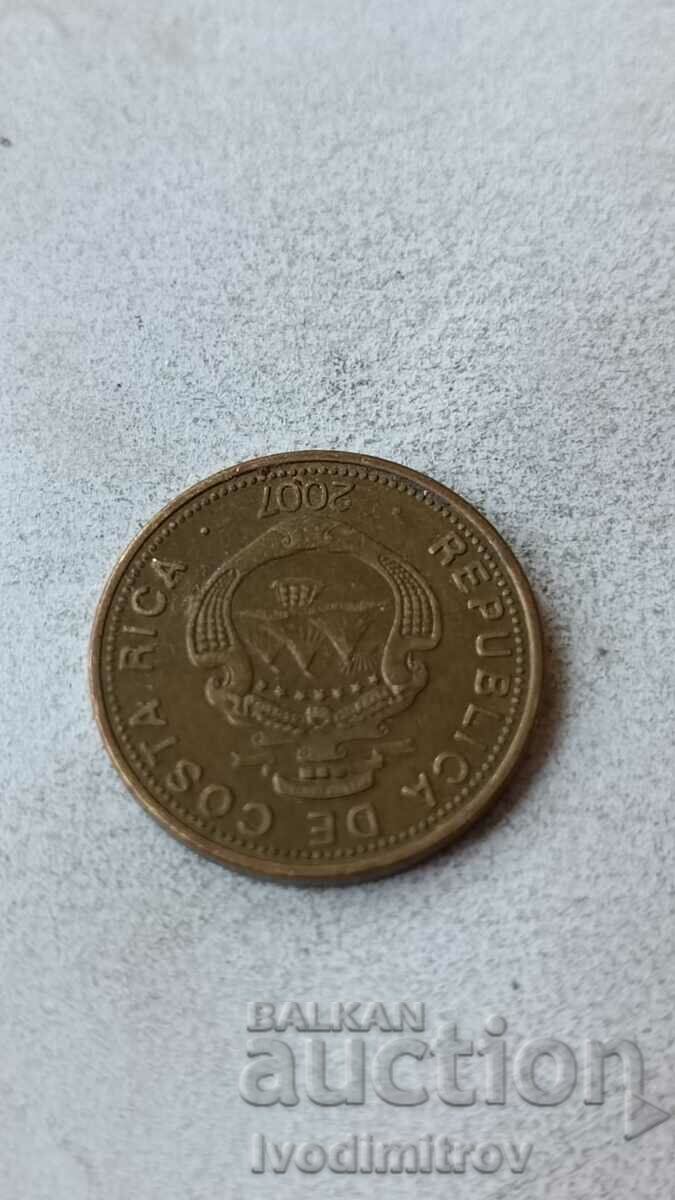 REPUBLICA DE COSTA RICA
2007
BALKAN
auction
Ivodimitrov